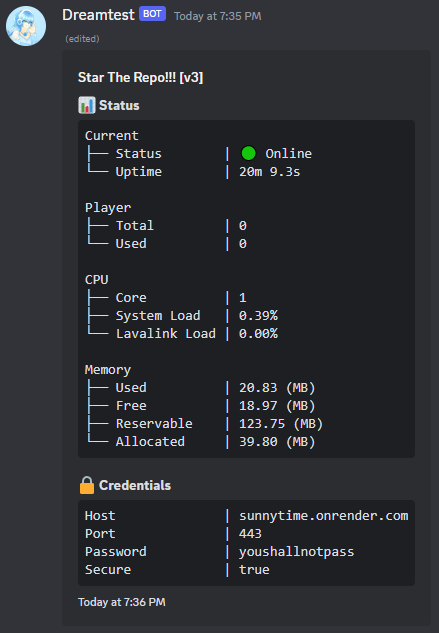 Dreamtest BOT Today at 7:35 PM
(edited)
Star The Repo!!! [v3]
Status
Current
├── Status | Online
└── Uptime | 20m 9.3s
Player
├── Total | 0
└── Used | 0
CPU
├── Core | 1
├── System Load | 0.39%
└── Lavalink Load | 0.00%
Memory
├── Used | 20.83 (MB)
├── Free | 18.97 (MB)
├── Reservable | 123.75 (MB)
└── Allocated | 39.80 (MB)
Credentials
Host | sunnytime.onrender.com
Port | 443
Password | youshallnotpass
Secure | true
Today at 7:36 PM